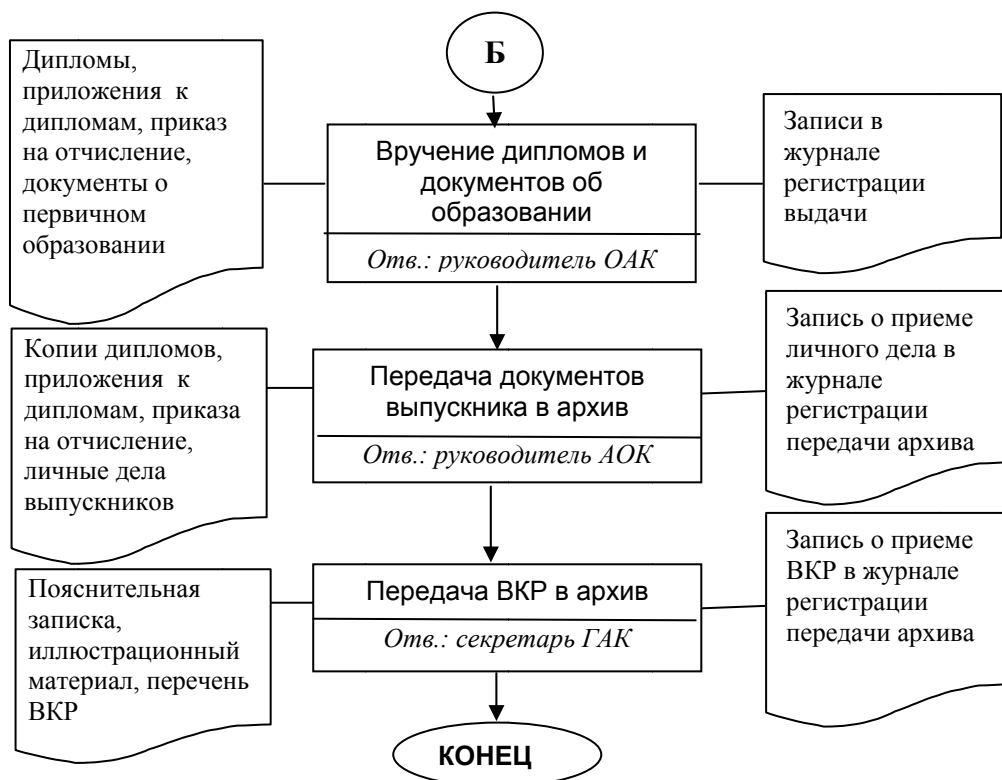 Б
Дипломы,
приложения к
дипломам, приказ
на отчисление,
документы о
первичном
образовании
Вручение дипломов и
документов об
образовании
Отв.: руководитель ОАК
Записи в
журнале
регистрации
выдачи
Копии дипломов,
приложения к
дипломам, приказа
на отчисление,
личные дела
выпускников
Передача документов
выпускника в архив
Отв.: руководитель АОК
Запись о приеме
личного дела в
журнале
регистрации
передачи архива
Пояснительная
записка,
иллюстрационный
материал, перечень
ВКР
Передача ВКР в архив
Отв.: секретарь ГАК
Запись о приеме
ВКР в журнале
регистрации
передачи архива
КОНЕЦ